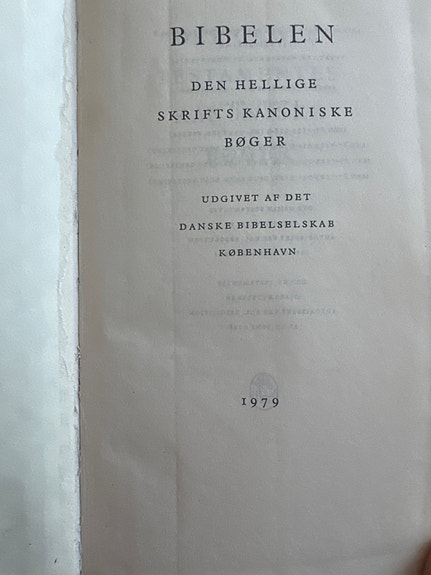 BIBELEN
DEN HELLIGE
SKRIFTS KANONISKE
BØGER
UDGIVET AF DET
DANSKE BIBELSELSKAB
KØBENHAVN
1979